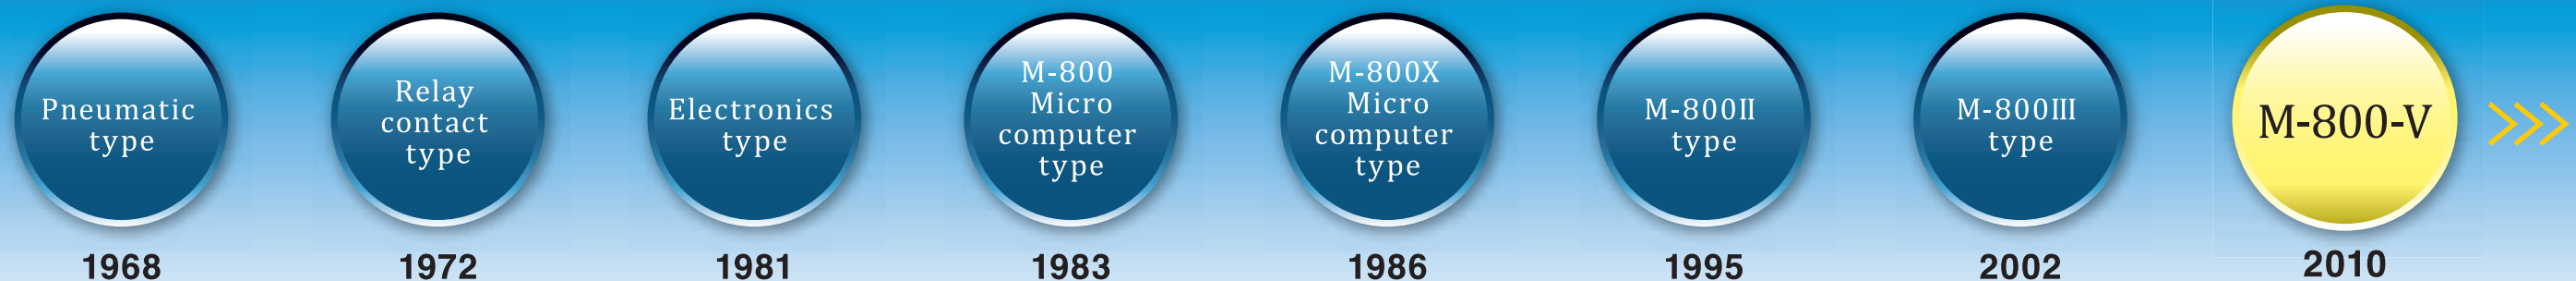 Pneumatic
type
1968
Relay
contact
type
1972
Electronics
type
1981
M-800
Micro
computer
type
1983
M-800X
Micro
computer
type
1986
M-800II
type
1995
M-800III
type
2002
M-800-V
2010